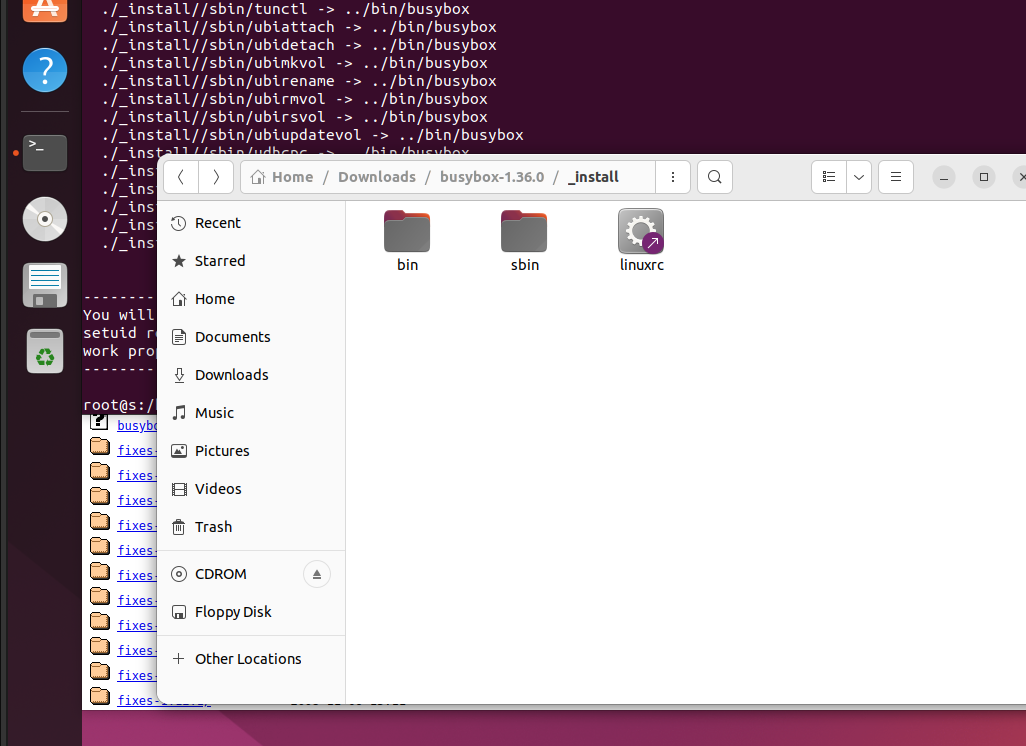 ./_install//sbin/tunctl -> ../bin/busybox
./_install//sbin/ubiattach -> ../bin/busybox
./_install//sbin/ubidetach -> ../bin/busybox
./_install//sbin/ubimkvol -> ../bin/busybox
./_install//sbin/ubirename -> ../bin/busybox
./_install//sbin/ubirmvol -> ../bin/busybox
./_install//sbin/ubirsvol -> ../bin/busybox
./_install//sbin/ubiupdatevol -> ../bin/busybox
./_install//sbin/udhcpc -> ../bin/busybox
./_ins
./_ins
./_ins
./_ins
./_ins
--------
You will
setuid ro
work prop
--------
root@s:/
Home / Downloads / busybox-1.36.0 / _install
Recent
Starred
Home
Documents
Downloads
Music
Pictures
Videos
Trash
CDROM
Floppy Disk
+ Other Locations
bin
sbin
linuxrc
busybo
fixes-
fixes-
fixes-
fixes-
fixes-
fixes-
fixes-
fixes-
fixes-
fixes-
fixes-